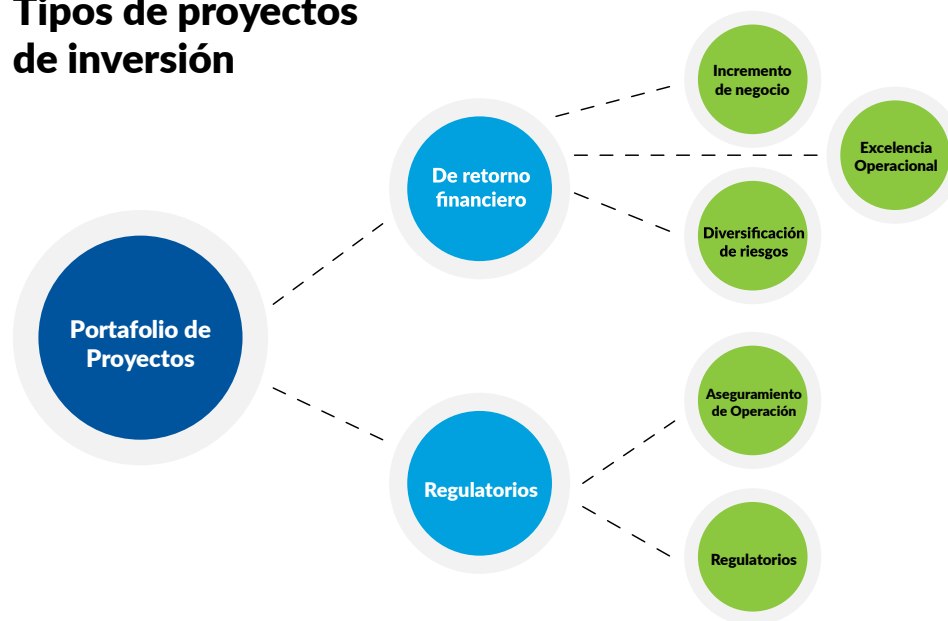 Tipos de proyectos
de inversión
Portafolio de
Proyectos
De retorno
financiero
Incremento
de negocio
Excelencia
Operacional
Diversificación
de riesgos
Regulatorios
Aseguramiento
de Operación
Regulatorios